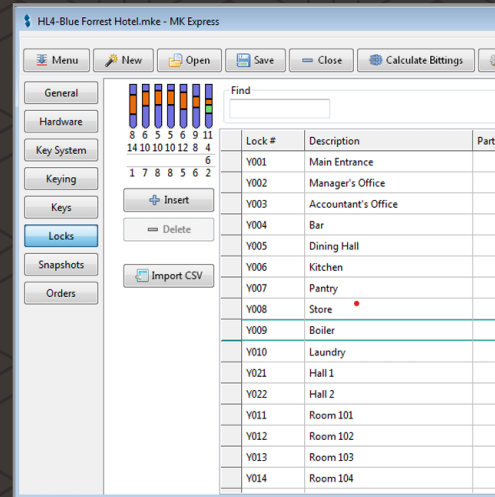 HL4-Blue Forrest Hotel.mke - MK Express
Menu New Open Save Close Calculate Bittings
General
Hardware
Key System
Keying
Keys
Locks
Snapshots
Orders
8 6 5 5 6 9 11
14 10 10 10 12 8 4
6
1 7 8 8 5 6 2
Insert
Delete
Import CSV
Find
Lock # Description Part
Y001 Main Entrance
Y002 Manager's Office
Y003 Accountant's Office
Y004 Bar
Y005 Dining Hall
Y006 Kitchen
Y007 Pantry
Y008 Store
Y009 Boiler
Y010 Laundry
Y021 Hall 1
Y022 Hall 2
Y011 Room 101
Y012 Room 102
Y013 Room 103
Y014 Room 104